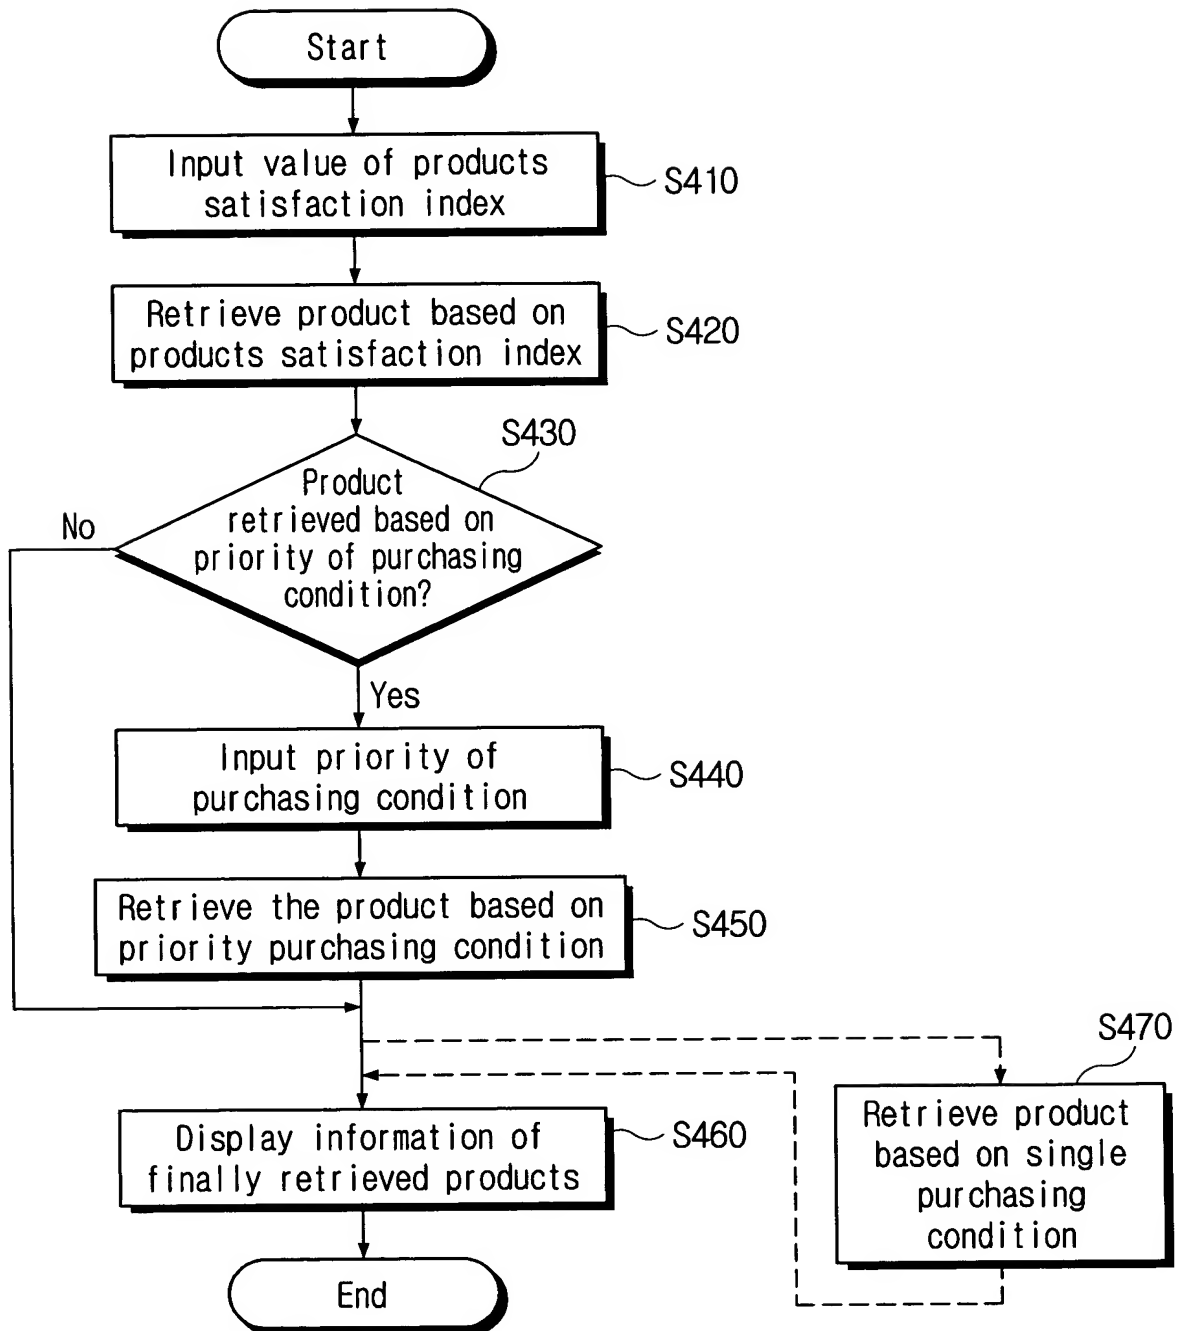 Start
Input value of products
satisfaction index
S410
Retrieve product based on
products satisfaction index
S420
S430
Product
retrieved based on
priority of purchasing
condition?
No
Yes
Input priority of
purchasing condition
S440
Retrieve the product based on
priority purchasing condition
S450
S470
Retrieve product
based on single
purchasing
condition
Display information of
finally retrieved products
S460
End